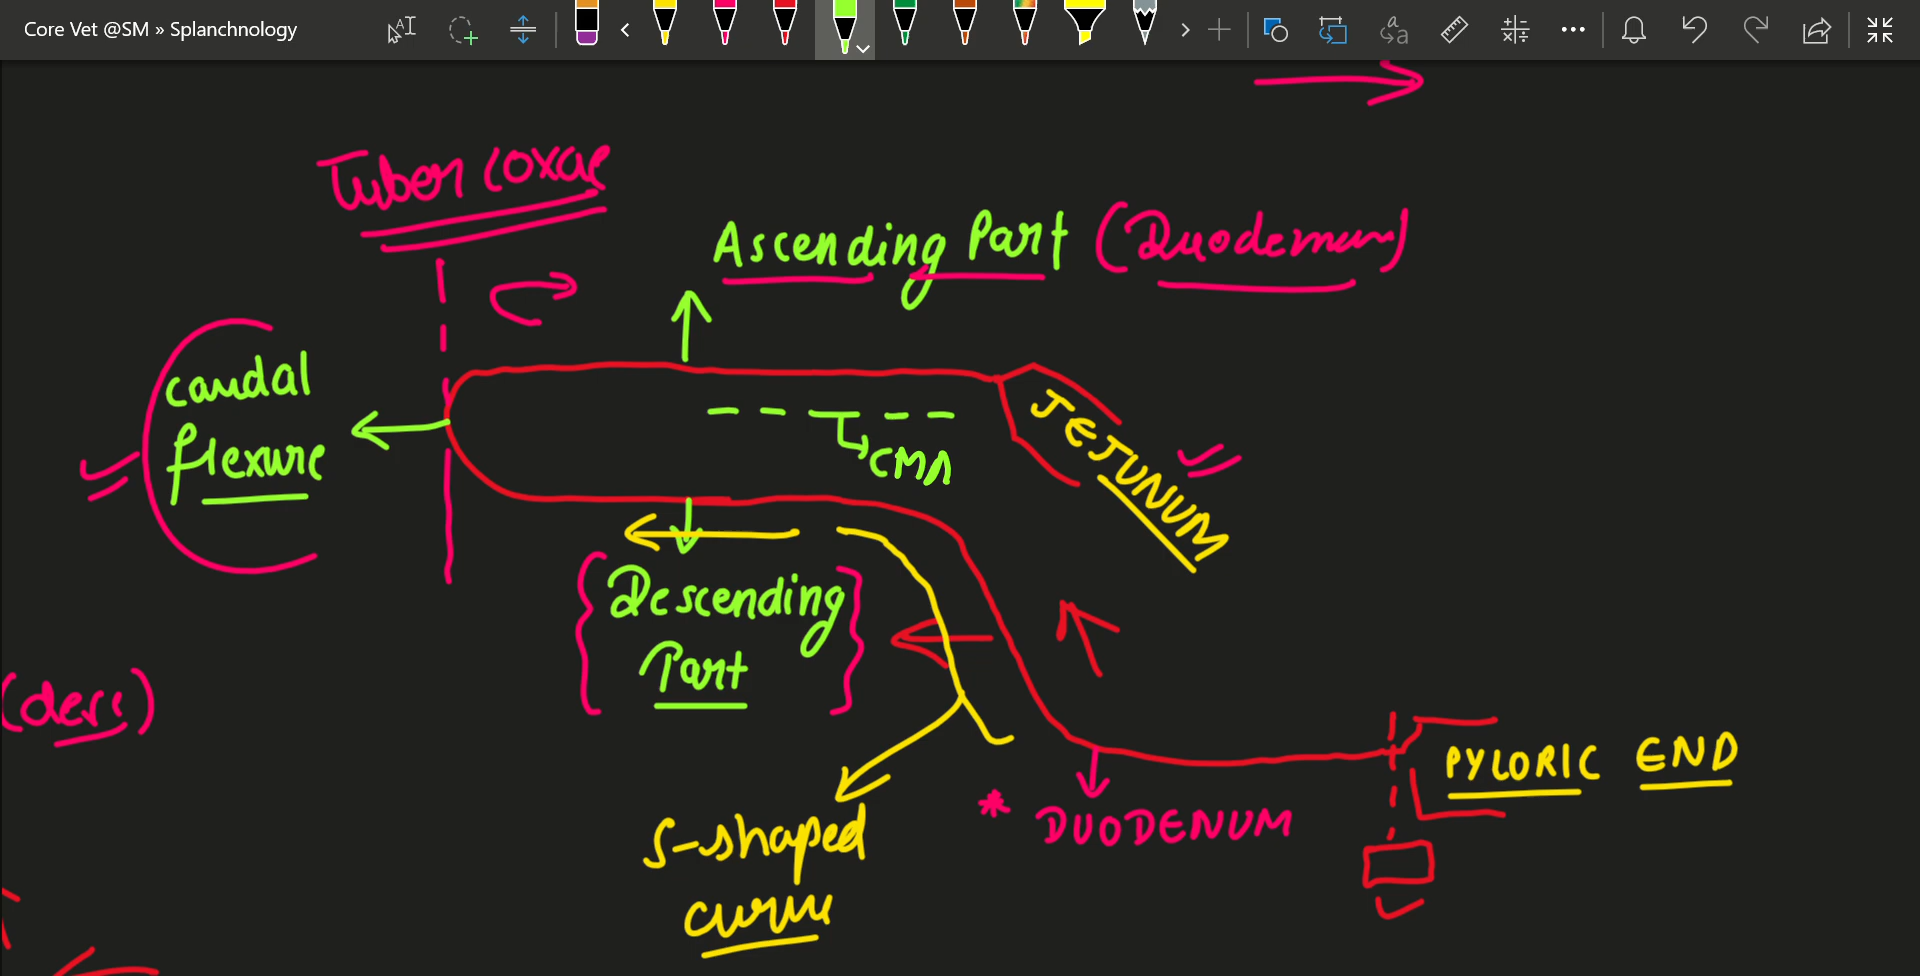 Core Vet @SM » Splanchnology
Tuber coxae
Ascending Part (Duodenum)
caudal
flexure
CMA
JEJUNUM
{Descending
Part}
(desc)
S-shaped
curve
* DUODENUM
PYLORIC END